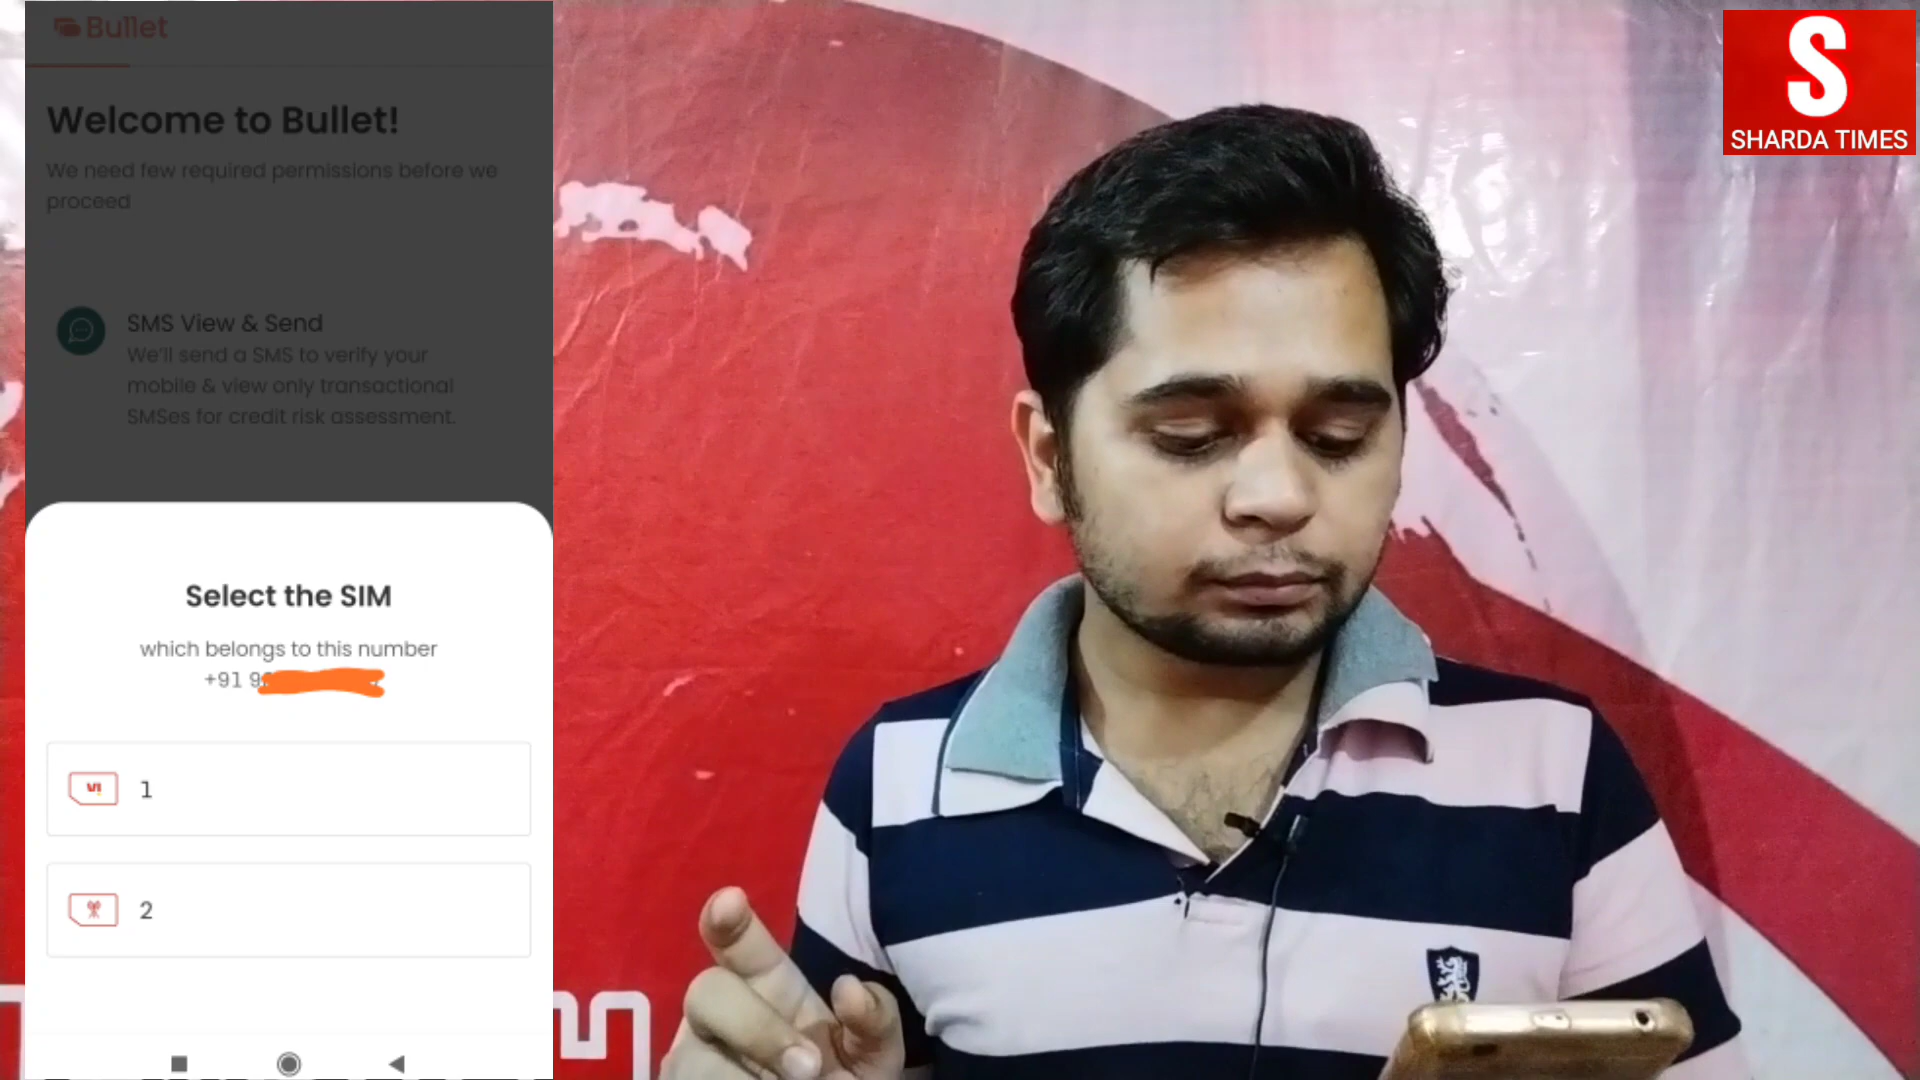 Bullet
Welcome to Bullet!
We need few required permissions before we
proceed
SMS View & Send
We'll send a SMS to verify your
mobile & view only transactional
SMSes for credit risk assessment.
Select the SIM
which belongs to this number
+91 9
VI
1
2
S
SHARDA TIMES